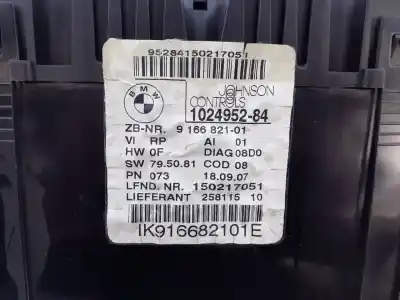 95284150217051
BMW
JOHNSON
CONTROLS
1024952-84
ZB-NR. 9 166 821-01
VI RP AI 01
HW 0F DIAG 08D0
SW 79.50.81 COD 08
PN 073 18.09.07
LFND. NR. 150217051
LIEFERANT 258115 10
IK916682101E